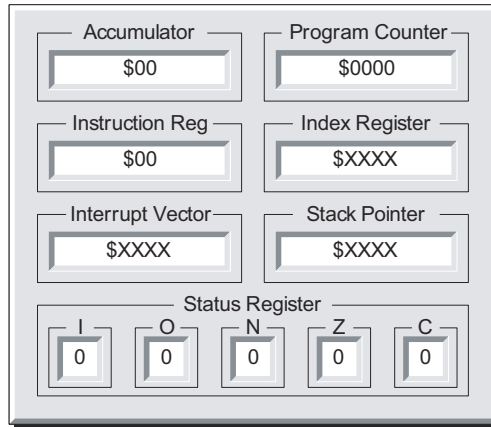 Accumulator Program Counter
$00 $0000
Instruction Reg Index Register
$00 $XXXX
Interrupt Vector Stack Pointer
$XXXX $XXXX
Status Register
I O N Z C
0 0 0 0 0